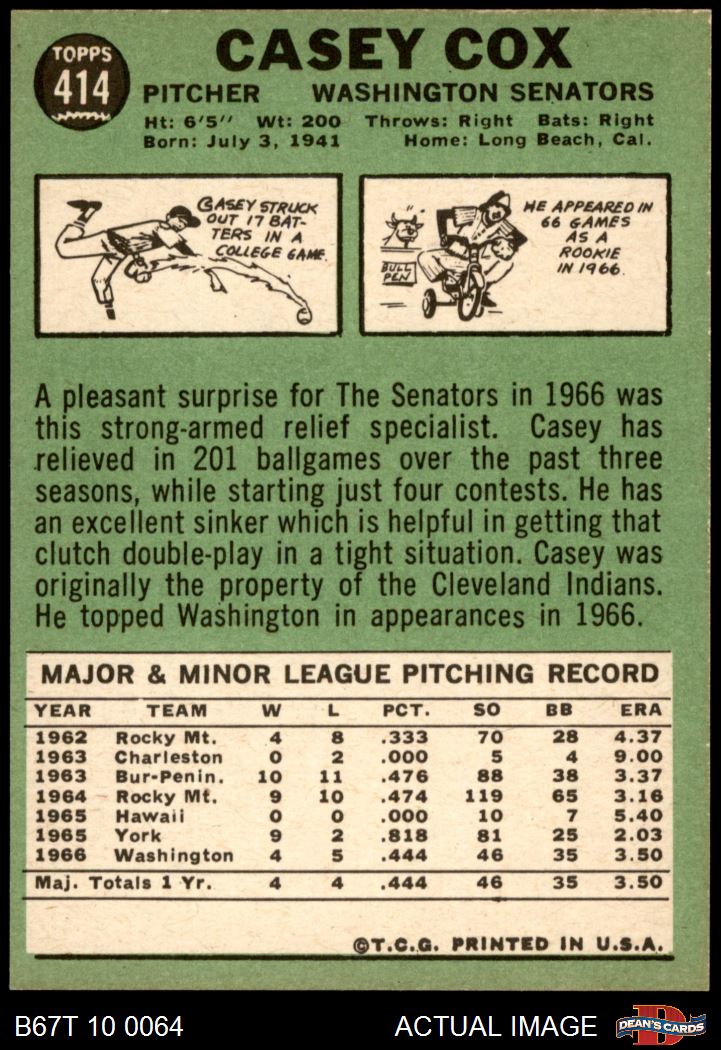 TOPPS
414
CASEY COX
PITCHER WASHINGTON SENATORS
Ht: 6'5" Wt: 200 Throws: Right Bats: Right
Born: July 3, 1941 Home: Long Beach, Cal.
CASEY STRUCK
OUT 17 BAT-
TERS IN A
COLLEGE GAME.
HE APPEARED IN
66 GAMES
AS A
ROOKIE
IN 1966.
BULL
PEN
A pleasant surprise for The Senators in 1966 was
this strong-armed relief specialist. Casey has
relieved in 201 ballgames over the past three
seasons, while starting just four contests. He has
an excellent sinker which is helpful in getting that
clutch double-play in a tight situation. Casey was
originally the property of the Cleveland Indians.
He topped Washington in appearances in 1966.
MAJOR & MINOR LEAGUE PITCHING RECORD
YEAR TEAM W L PCT. SO BB ERA
1962 Rocky Mt. 4 8 .333 70 28 4.37
1963 Charleston 0 2 .000 5 4 9.00
1963 Bur-Penin. 10 11 .476 88 38 3.37
1964 Rocky Mt. 9 10 .474 119 65 3.16
1965 Hawaii 0 0 .000 10 7 5.40
1965 York 9 2 .818 81 25 2.03
1966 Washington 4 5 .444 46 35 3.50
Maj. Totals 1 Yr. 4 4 .444 46 35 3.50
©T.C.G. PRINTED IN U.S.A.
B67T 10 0064 ACTUAL IMAGE
D
DEAN'S CARDS